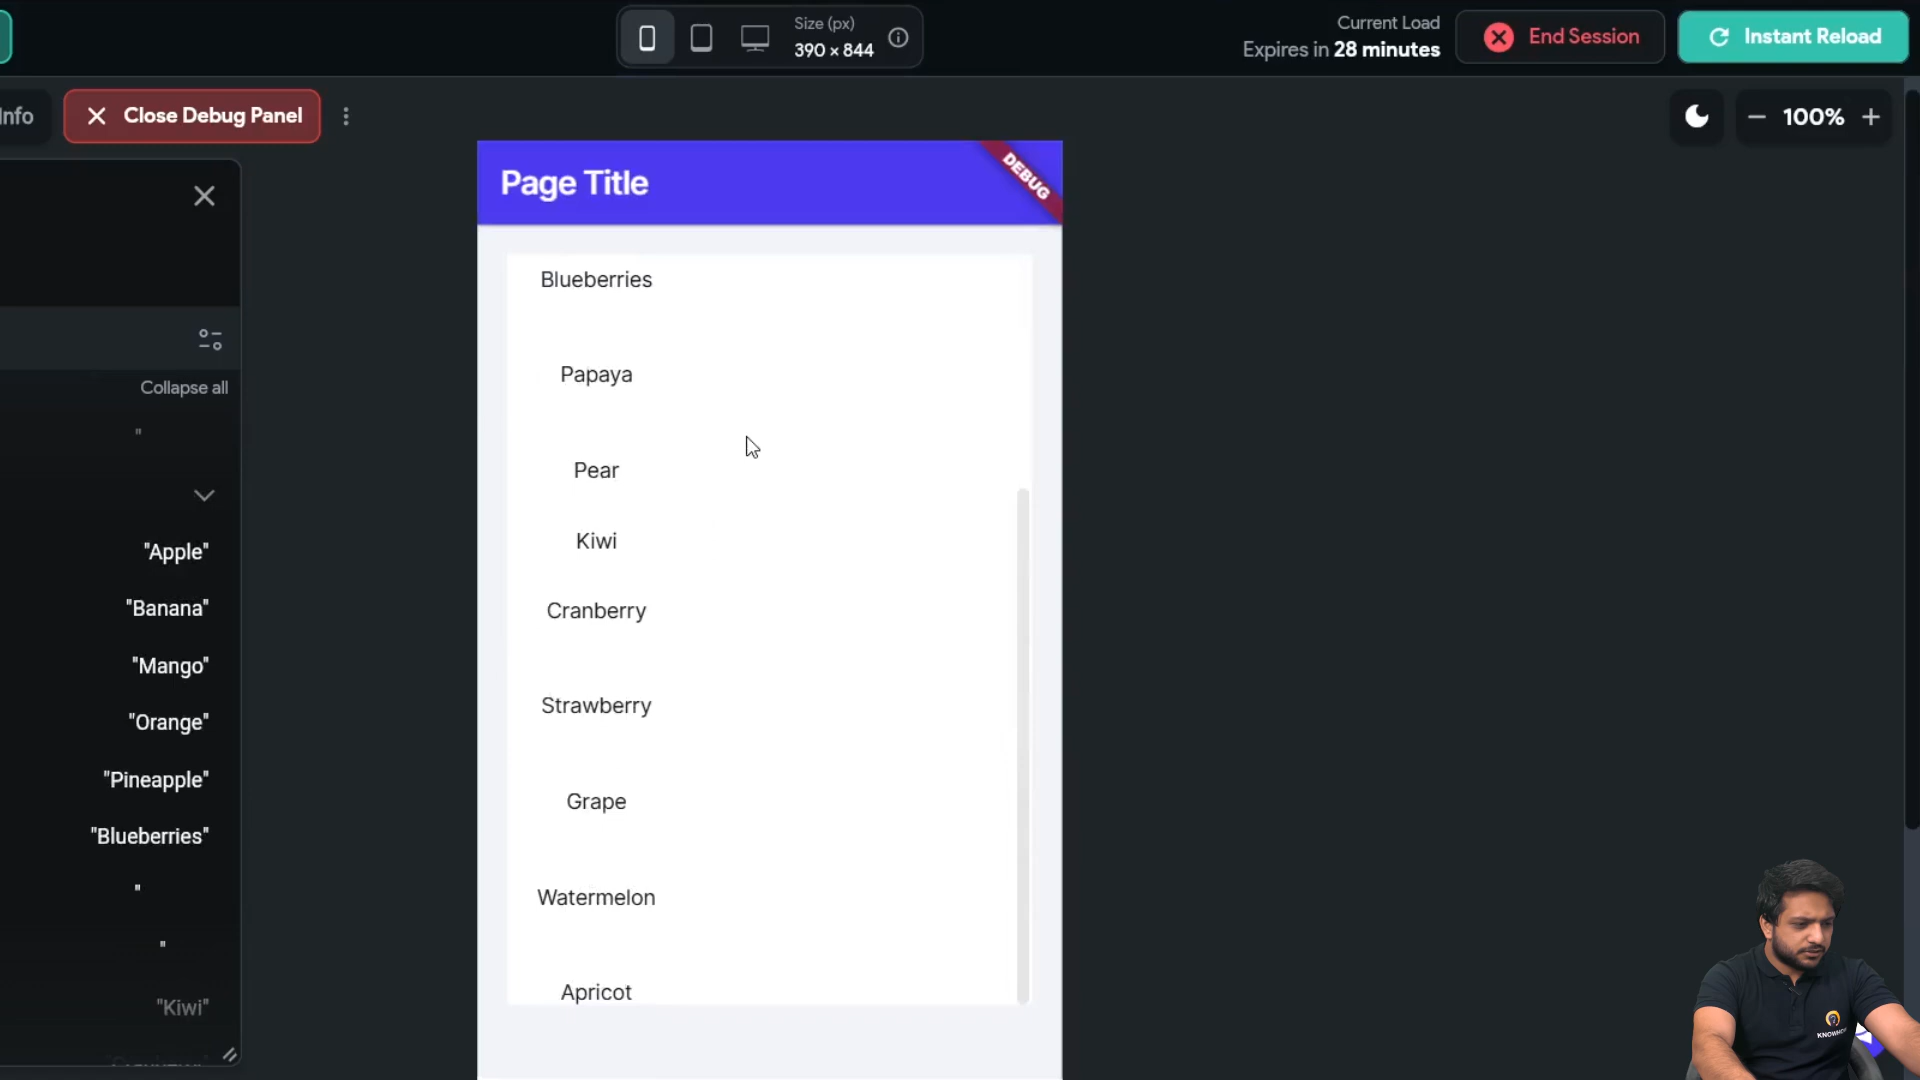 Size (px)
390 × 844
Current Load
Expires in 28 minutes
End Session
Instant Reload
Info
Close Debug Panel
100%
Page Title
DEBUG
Collapse all
"
"Apple"
"Banana"
"Mango"
"Orange"
"Pineapple"
"Blueberries"
"
"
"Kiwi"
Blueberries
Papaya
Pear
Kiwi
Cranberry
Strawberry
Grape
Watermelon
Apricot